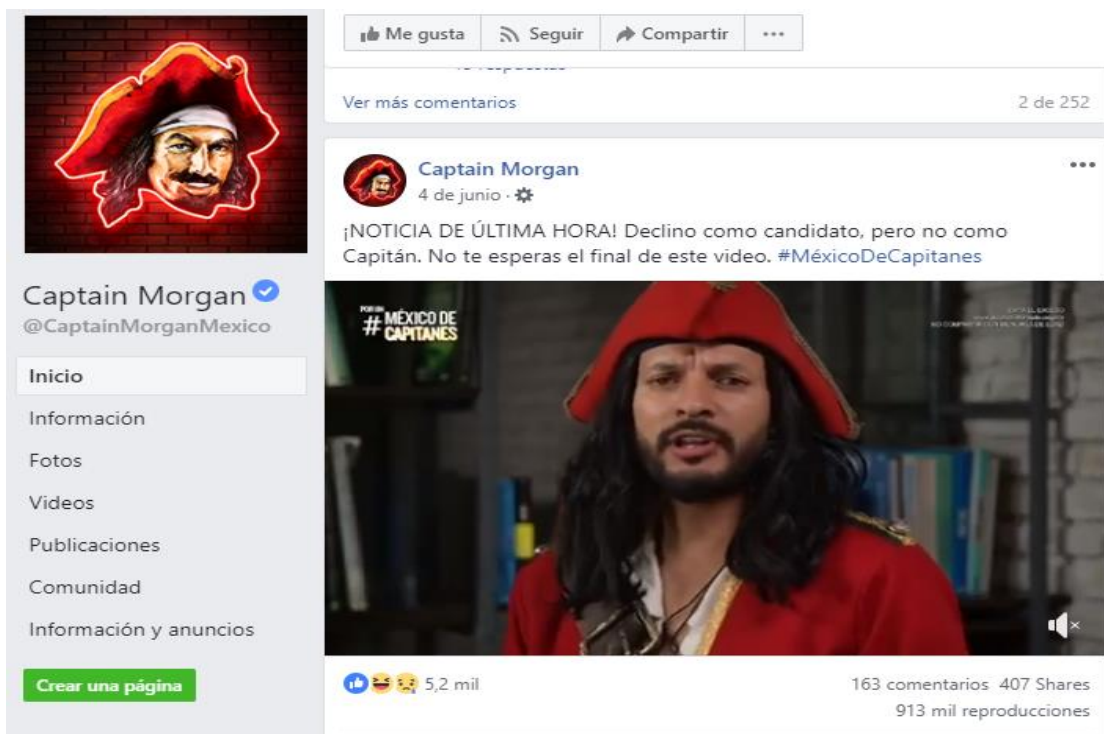 Me gusta
Seguir
Compartir
Ver más comentarios
2 de 252
Captain Morgan
@CaptainMorganMexico
Inicio
Información
Fotos
Videos
Publicaciones
Comunidad
Información y anuncios
Crear una página
Captain Morgan
4 de junio
¡NOTICIA DE ÚLTIMA HORA! Declino como candidato, pero no como
Capitán. No te esperas el final de este video. #MéxicoDeCapitanes
POR UN
# MÉXICO DE
CAPITANES
5,2 mil
163 comentarios 407 Shares
913 mil reproducciones